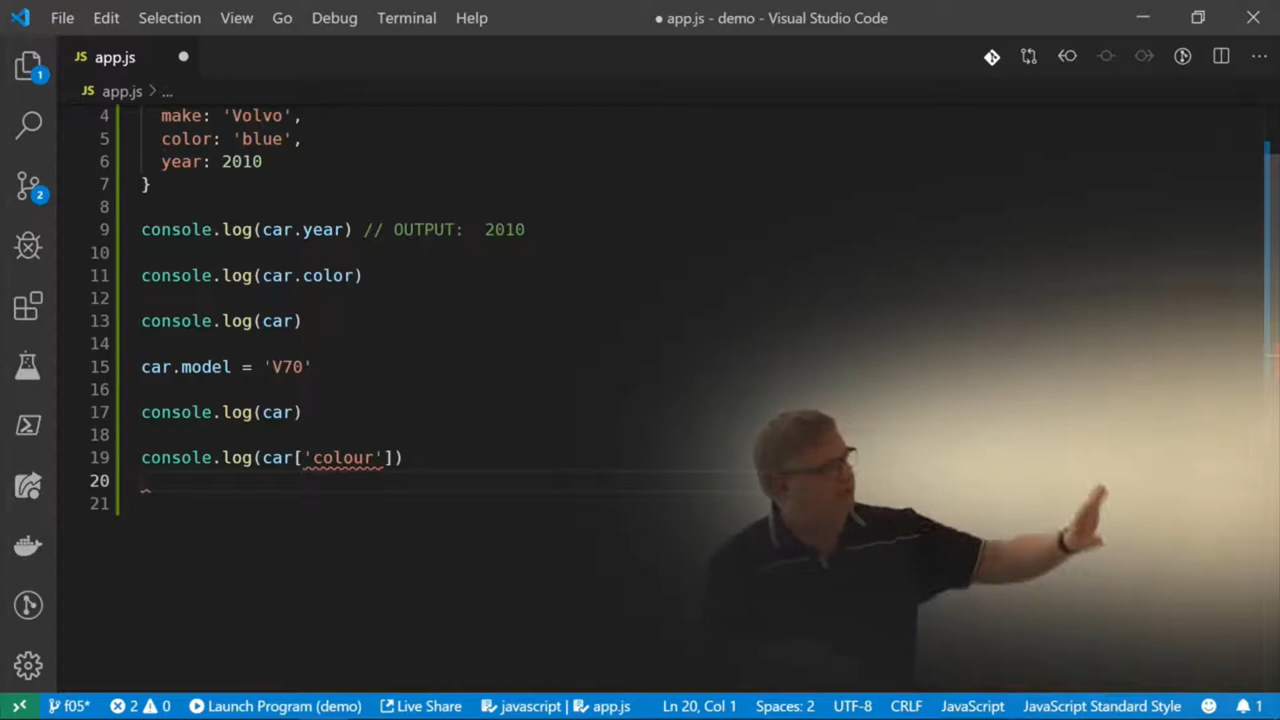 File Edit Selection View Go Debug Terminal Help ● app.js - demo - Visual Studio Code
JS app.js ●
JS app.js > ...
4 make: 'Volvo',
5 color: 'blue',
6 year: 2010
7 }
8
9 console.log(car.year) // OUTPUT:  2010
10
11 console.log(car.color)
12
13 console.log(car)
14
15 car.model = 'V70'
16
17 console.log(car)
18
19 console.log(car['colour'])
20
21
1
2
f05* 2 0 Launch Program (demo) Live Share javascript | app.js Ln 20, Col 1 Spaces: 2 UTF-8 CRLF JavaScript JavaScript Standard Style 1